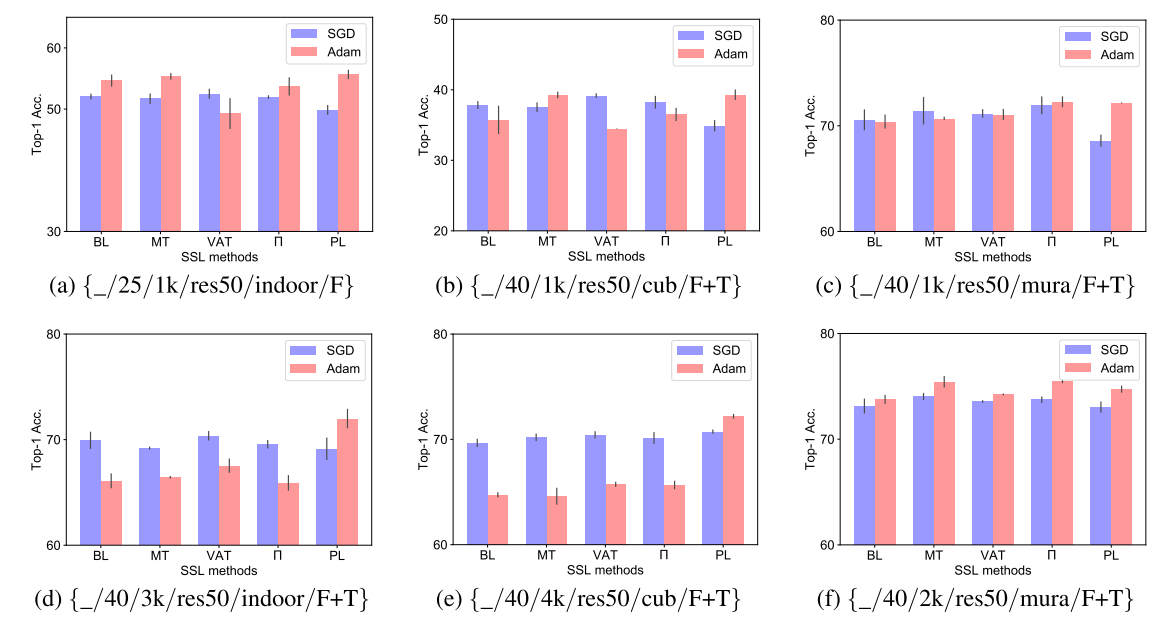 60
50
30
Top-1 Acc.
SGD
Adam
BL MT VAT Π PL
SSL methods
(a) {_/25/1k/res50/indoor/F}
50
40
30
20
Top-1 Acc.
SGD
Adam
BL MT VAT Π PL
SSL methods
(b) {_/40/1k/res50/cub/F+T}
80
70
60
Top-1 Acc.
SGD
Adam
BL MT VAT Π PL
SSL methods
(c) {_/40/1k/res50/mura/F+T}
80
70
60
Top-1 Acc.
SGD
Adam
BL MT VAT Π PL
SSL methods
(d) {_/40/3k/res50/indoor/F+T}
80
70
60
Top-1 Acc.
SGD
Adam
BL MT VAT Π PL
SSL methods
(e) {_/40/4k/res50/cub/F+T}
80
70
60
Top-1 Acc.
SGD
Adam
BL MT VAT Π PL
SSL methods
(f) {_/40/2k/res50/mura/F+T}